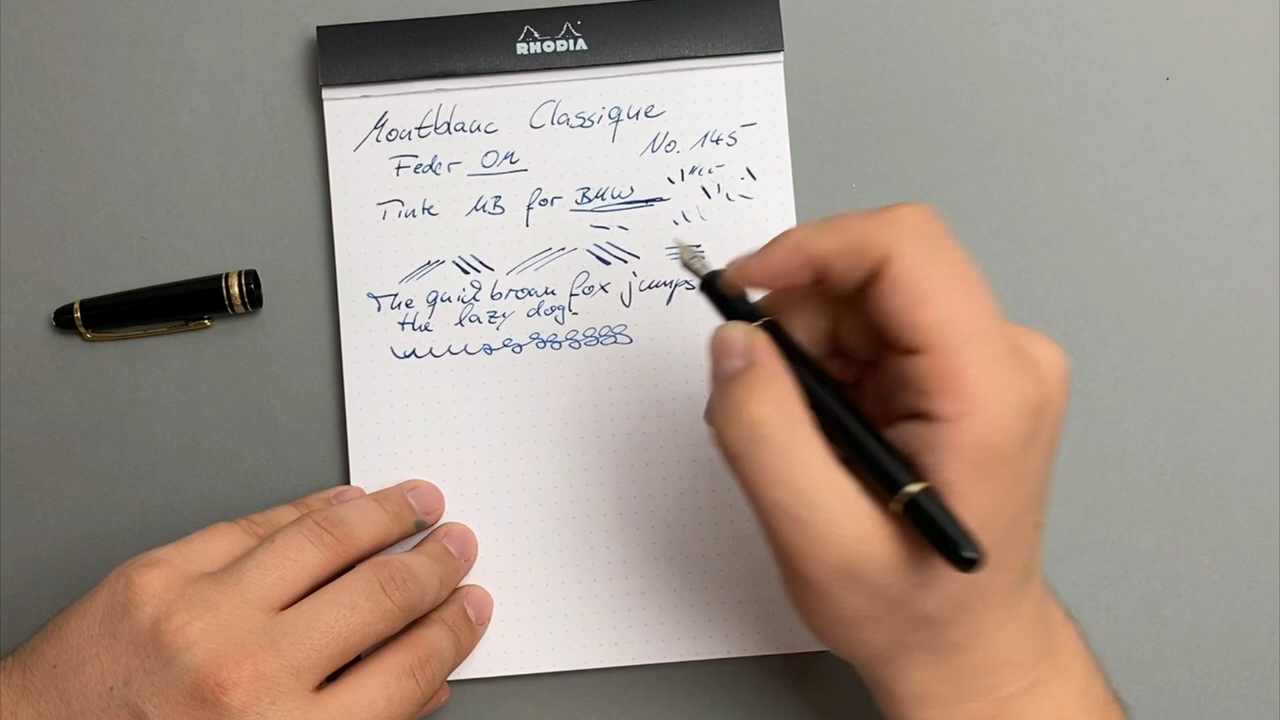 RHODIA
Montblanc Classique
No. 145
Feder OM
Tinte MB for BMW
The quick brown fox jumps
the lazy dog